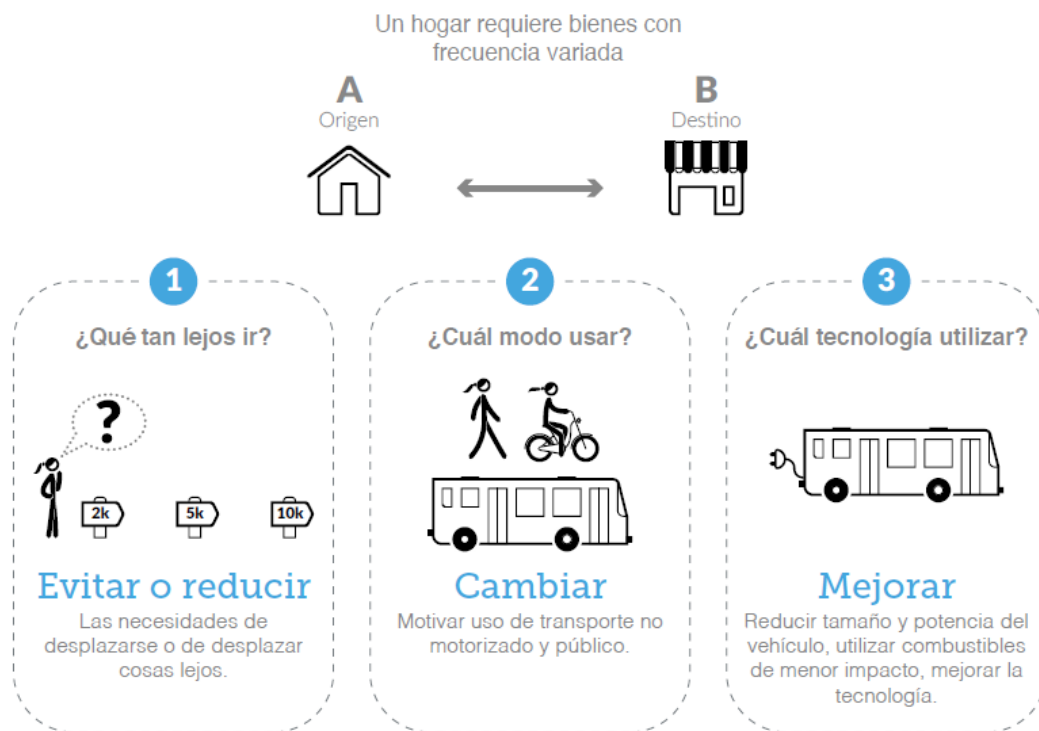 Un hogar requiere bienes con
frecuencia variada
A
Origen
B
Destino
1
¿Qué tan lejos ir?
?
2k
5k
10k
Evitar o reducir
Las necesidades de
desplazarse o de desplazar
cosas lejos.
2
¿Cuál modo usar?
Cambiar
Motivar uso de transporte no
motorizado y público.
3
¿Cuál tecnología utilizar?
Mejorar
Reducir tamaño y potencia del
vehículo, utilizar combustibles
de menor impacto, mejorar la
tecnología.